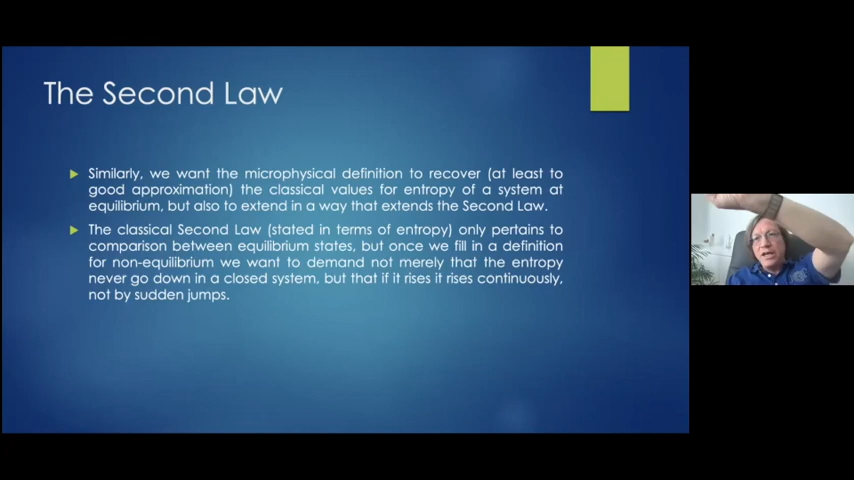 The Second Law
Similarly, we want the microphysical definition to recover (at least to
good approximation) the classical values for entropy of a system at
equilibrium, but also to extend in a way that extends the Second Law.
The classical Second Law (stated in terms of entropy) only pertains to
comparison between equilibrium states, but once we fill in a definition
for non-equilibrium we want to demand not merely that the entropy
never go down in a closed system, but that if it rises it rises continuously,
not by sudden jumps.